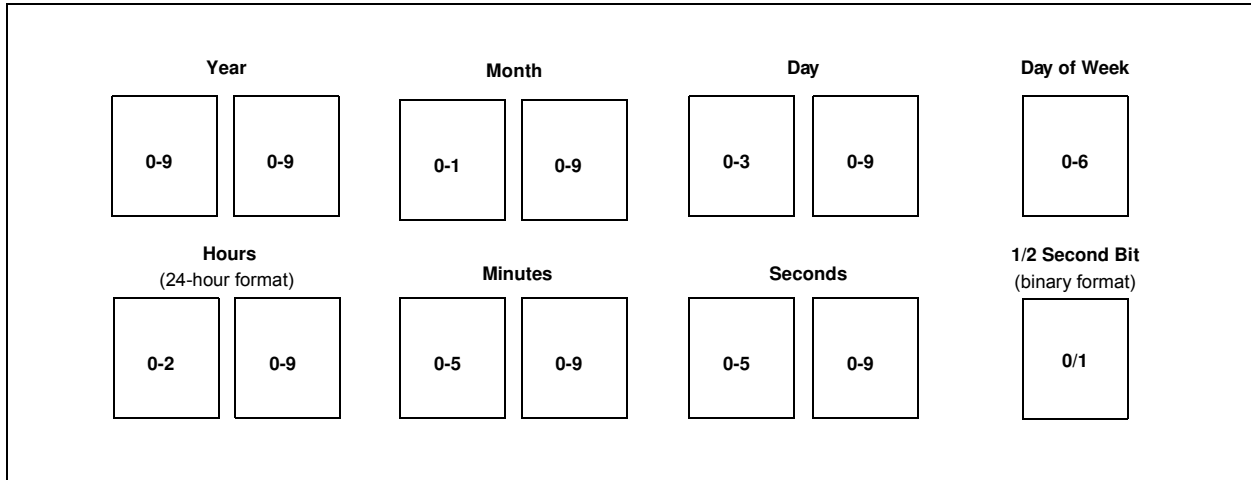 Year Month Day Day of Week
0-9 0-9 0-1 0-9 0-3 0-9 0-6
Hours
(24-hour format) Minutes Seconds 1/2 Second Bit
(binary format)
0-2 0-9 0-5 0-9 0-5 0-9 0/1